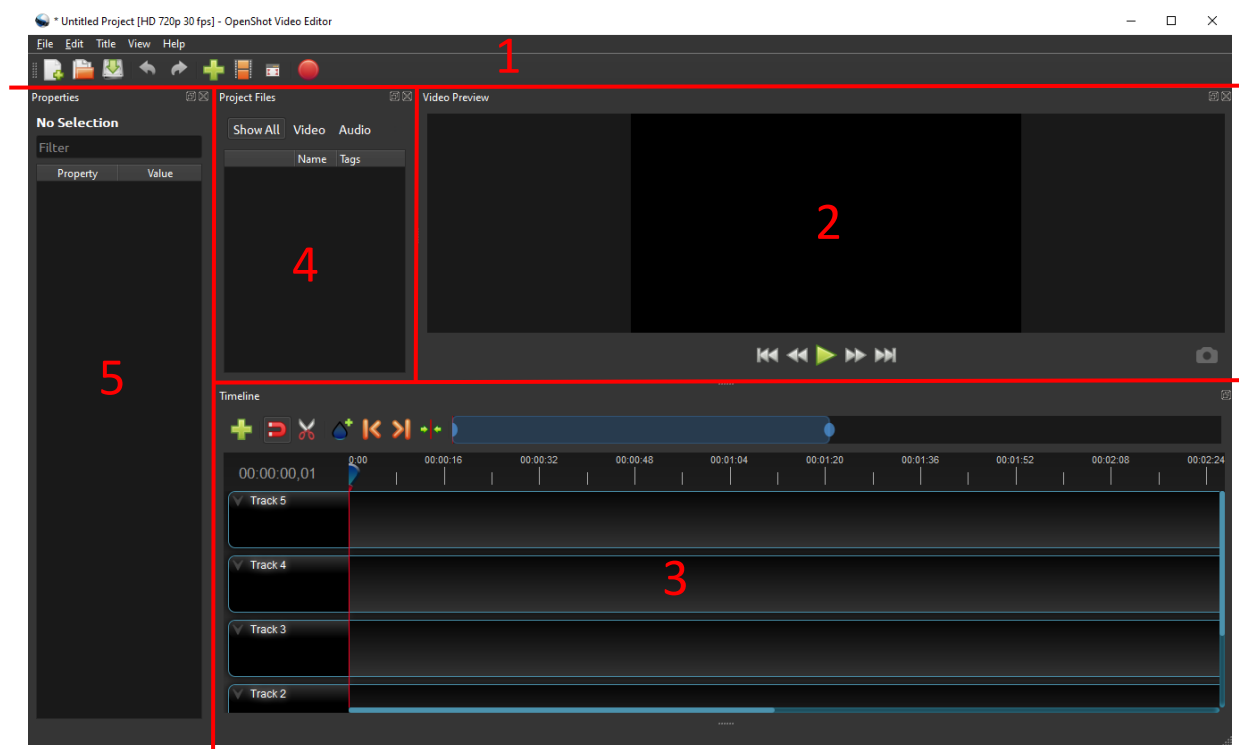 * Untitled Project [HD 720p 30 fps] - OpenShot Video Editor
File Edit Title View Help
1
Properties
No Selection
Filter
Property Value
5
Project Files
Show All Video Audio
Name Tags
4
Video Preview
2
Timeline
00:00:00,01
0:00 00:00:16 00:00:32 00:00:48 00:01:04 00:01:20 00:01:36 00:01:52 00:02:08 00:02:24
Track 5
Track 4
3
Track 3
Track 2